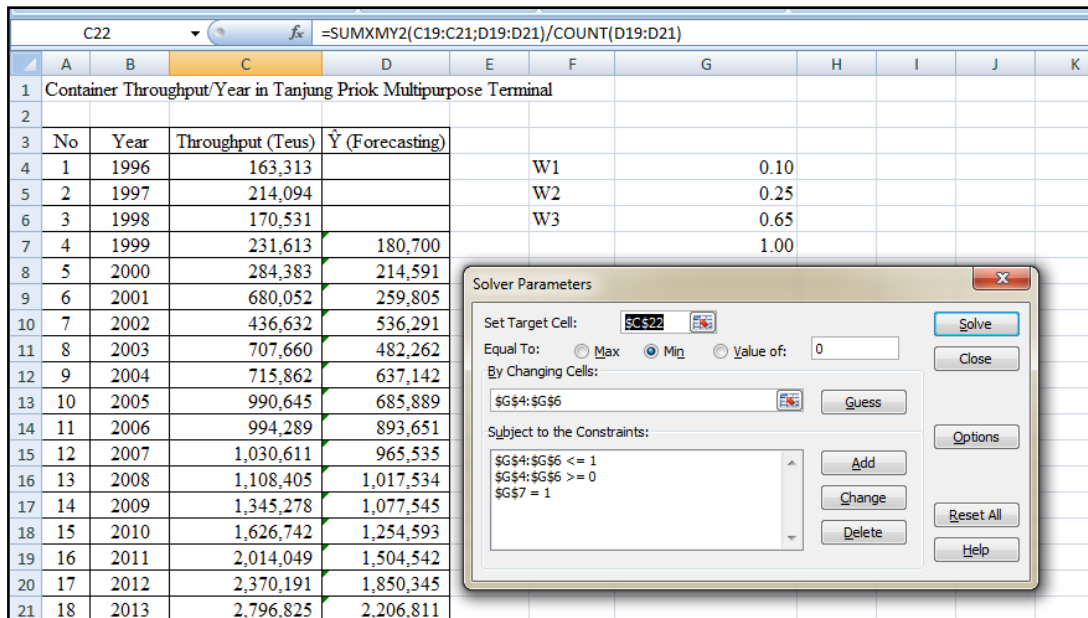 C22 fx =SUMXMY2(C19:C21;D19:D21)/COUNT(D19:D21)
A B C D E F G H I J K
1 Container Throughput/Year in Tanjung Priok Multipurpose Terminal
2
3 No Year Throughput (Teus) Ŷ (Forecasting)
4 1 1996 163,313 W1 0.10
5 2 1997 214,094 W2 0.25
6 3 1998 170,531 W3 0.65
7 4 1999 231,613 180,700 1.00
8 5 2000 284,383 214,591
9 6 2001 680,052 259,805
10 7 2002 436,632 536,291
11 8 2003 707,660 482,262
12 9 2004 715,862 637,142
13 10 2005 990,645 685,889
14 11 2006 994,289 893,651
15 12 2007 1,030,611 965,535
16 13 2008 1,108,405 1,017,534
17 14 2009 1,345,278 1,077,545
18 15 2010 1,626,742 1,254,593
19 16 2011 2,014,049 1,504,542
20 17 2012 2,370,191 1,850,345
21 18 2013 2,796,825 2,206,811
Solver Parameters X
Set Target Cell: $C$22 Solve
Equal To: Max Min Value of: 0 Close
By Changing Cells:
$G$4:$G$6 Guess
Subject to the Constraints: Options
$G$4:$G$6 <= 1 Add
$G$4:$G$6 >= 0
$G$7 = 1 Change
Reset All
Delete
Help